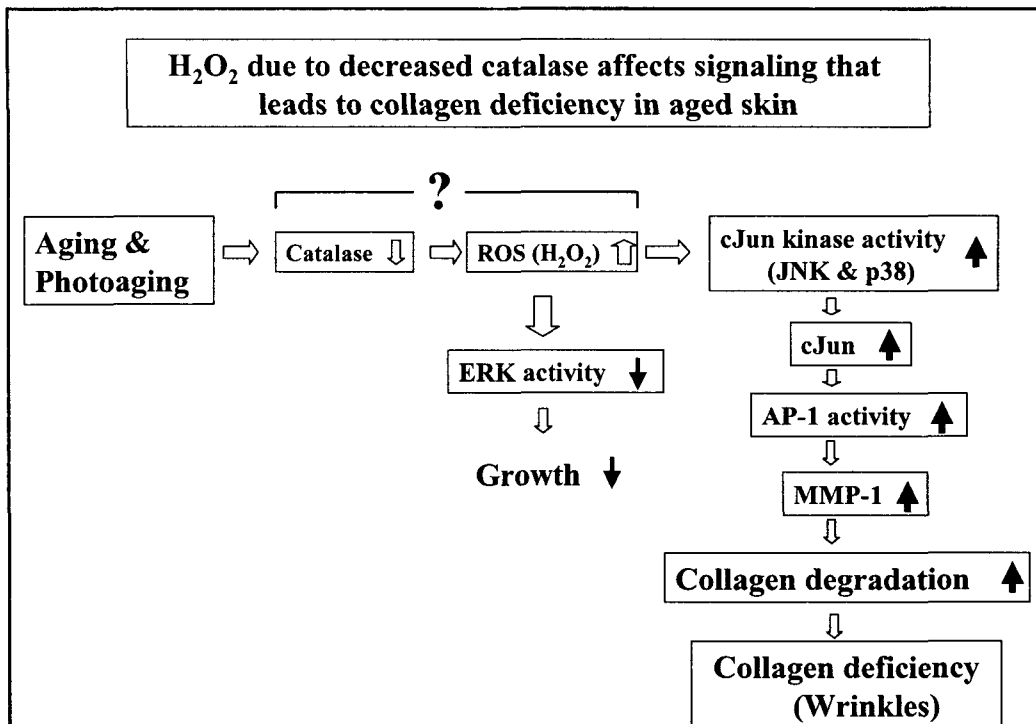 H₂O₂ due to decreased catalase affects signaling that
leads to collagen deficiency in aged skin
?
Aging &
Photoaging
Catalase
ROS (H₂O₂)
cJun kinase activity
(JNK & p38)
ERK activity
Growth
cJun
AP-1 activity
MMP-1
Collagen degradation
Collagen deficiency
(Wrinkles)